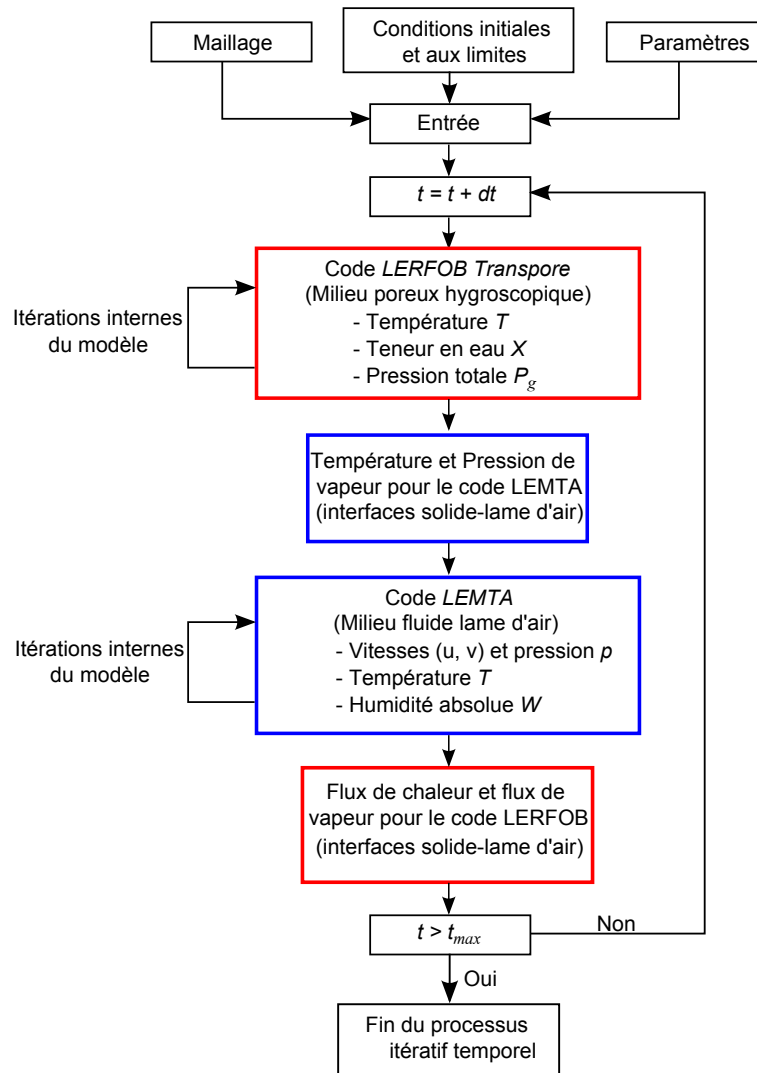 Maillage
Conditions initiales
et aux limites
Paramètres
Entrée
t = t + dt
Code LERFOB Transpore
(Milieu poreux hygroscopique)
- Température T
- Teneur en eau X
- Pression totale Pg
Itérations internes
du modèle
Température et Pression de
vapeur pour le code LEMTA
(interfaces solide-lame d'air)
Code LEMTA
(Milieu fluide lame d'air)
- Vitesses (u, v) et pression p
- Température T
- Humidité absolue W
Itérations internes
du modèle
Flux de chaleur et flux de
vapeur pour le code LERFOB
(interfaces solide-lame d'air)
t > tmax
Non
Oui
Fin du processus
itératif temporel